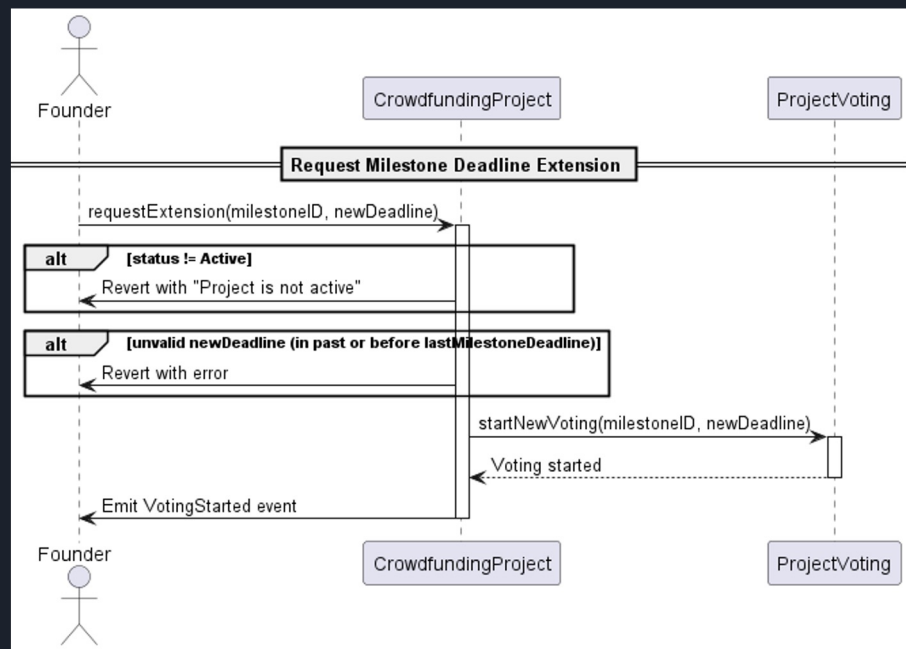 Founder
CrowdfundingProject
ProjectVoting
Request Milestone Deadline Extension
requestExtension(milestoneID, newDeadline)
alt [status != Active]
Revert with "Project is not active"
alt [unvalid newDeadline (in past or before lastMilestoneDeadline)]
Revert with error
startNewVoting(milestoneID, newDeadline)
Voting started
Emit VotingStarted event
Founder
CrowdfundingProject
ProjectVoting